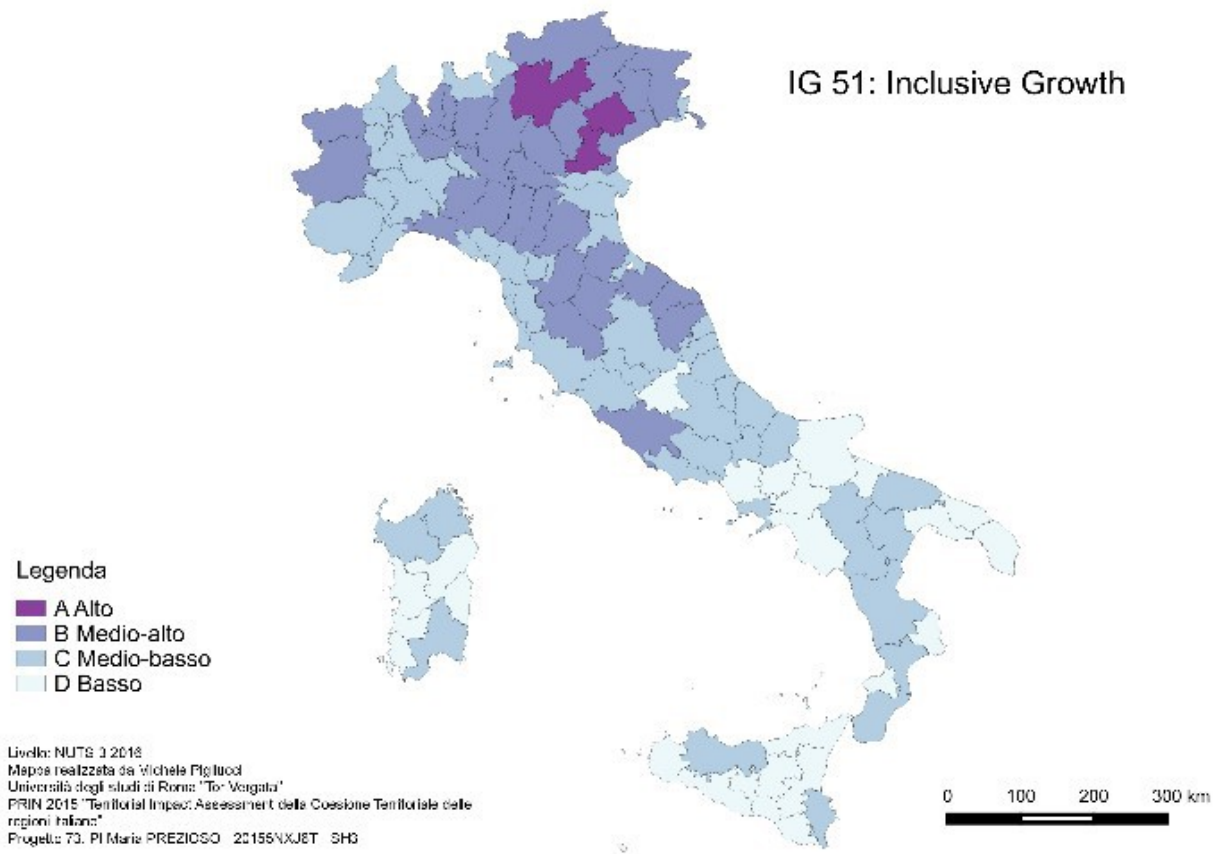 IG 51: Inclusive Growth
Legenda
A Alto
B Medio-alto
C Medio-basso
D Basso
Livello: NUTS 3 2016
Mappa realizzata da Michele Pigliucci
Università degli studi di Roma "Tor Vergata"
PRIN 2015 "Territorial Impact Assessment della Coesione Territoriale delle
regioni italiane"
Progetto 73. PI Maria PREZIOSO 20155NXJ8T SH3
0 100 200 300 km